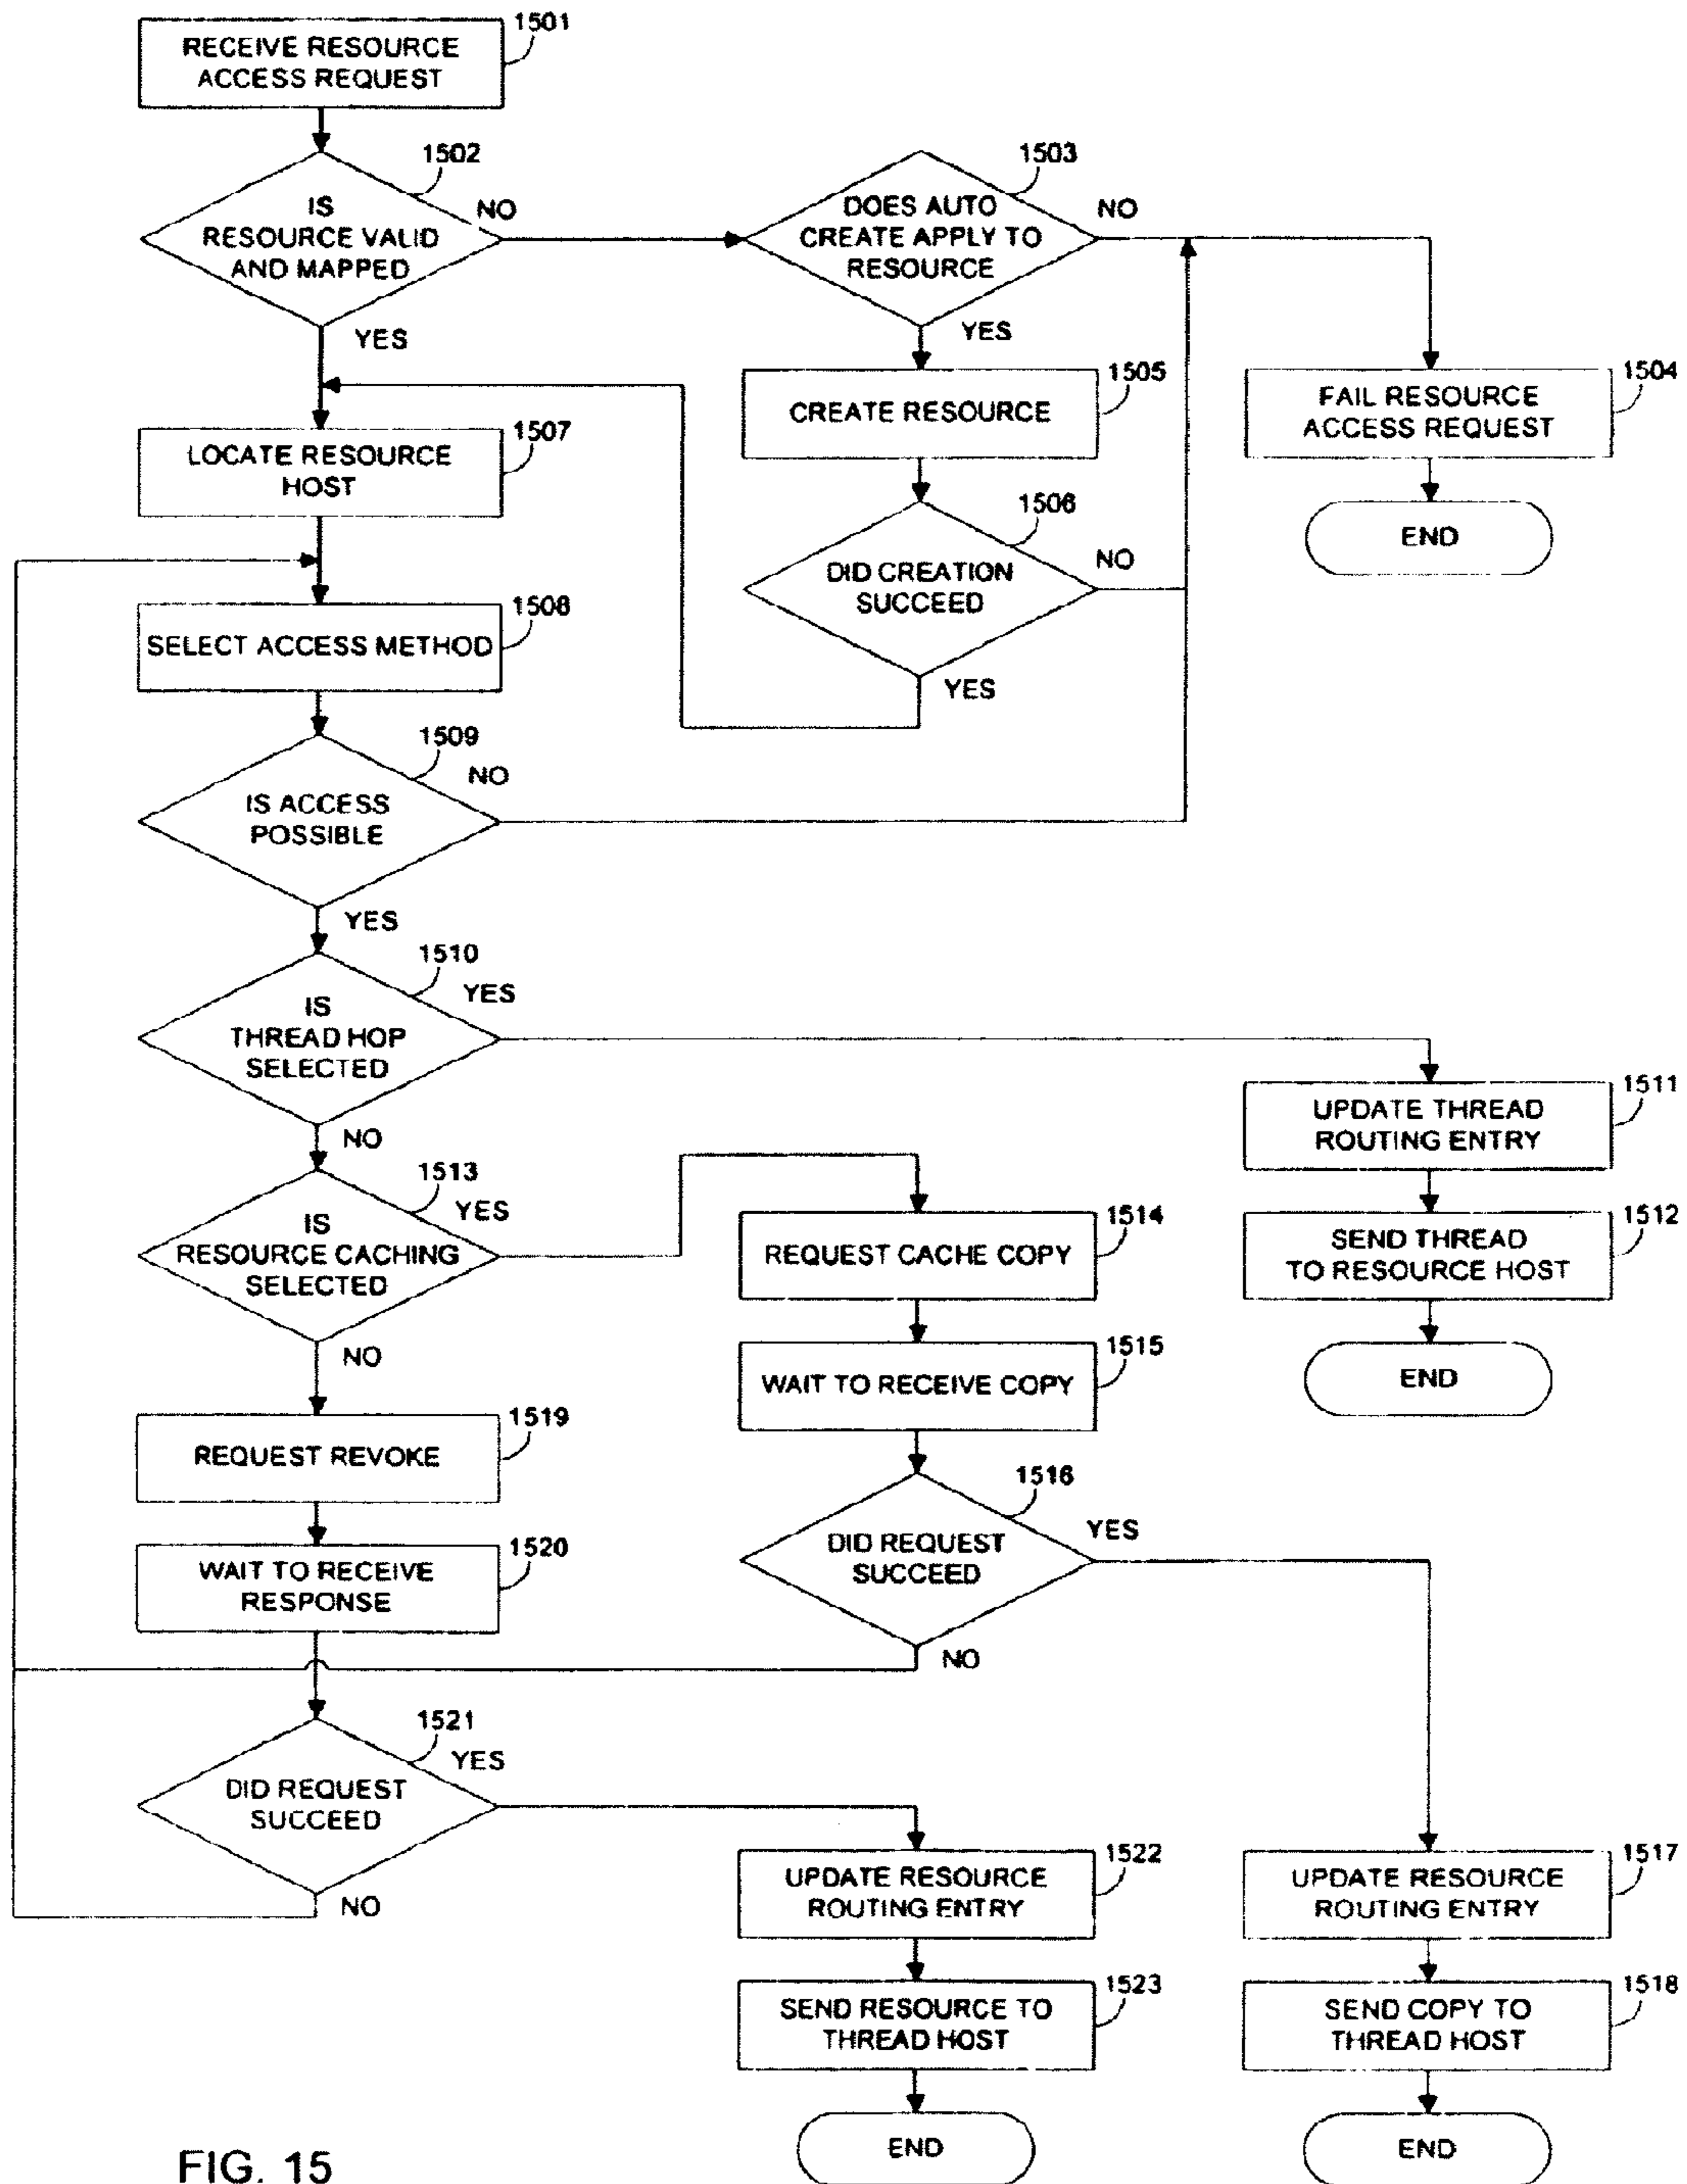 1501
RECEIVE RESOURCE
ACCESS REQUEST
1502
IS
RESOURCE VALID
AND MAPPED
NO
YES
1503
DOES AUTO
CREATE APPLY TO
RESOURCE
NO
YES
1504
FAIL RESOURCE
ACCESS REQUEST
END
1505
CREATE RESOURCE
1506
DID CREATION
SUCCEED
NO
YES
1507
LOCATE RESOURCE
HOST
1508
SELECT ACCESS METHOD
1509
IS ACCESS
POSSIBLE
NO
YES
1510
IS
THREAD HOP
SELECTED
YES
NO
1511
UPDATE THREAD
ROUTING ENTRY
1512
SEND THREAD
TO RESOURCE HOST
END
1513
IS
RESOURCE CACHING
SELECTED
YES
NO
1514
REQUEST CACHE COPY
1515
WAIT TO RECEIVE COPY
1516
DID REQUEST
SUCCEED
YES
NO
1519
REQUEST REVOKE
1520
WAIT TO RECEIVE
RESPONSE
1521
DID REQUEST
SUCCEED
YES
NO
1522
UPDATE RESOURCE
ROUTING ENTRY
1523
SEND RESOURCE TO
THREAD HOST
END
1517
UPDATE RESOURCE
ROUTING ENTRY
1518
SEND COPY TO
THREAD HOST
END
FIG. 15